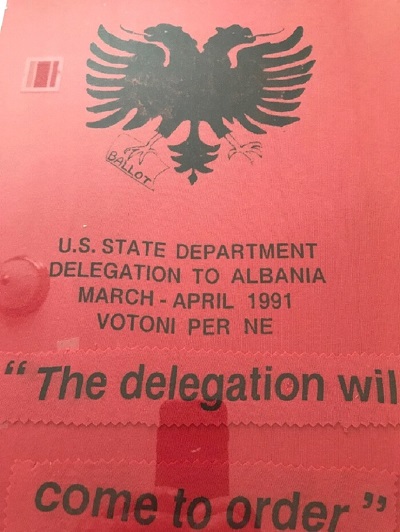 BALLOT
U.S. STATE DEPARTMENT
DELEGATION TO ALBANIA
MARCH - APRIL 1991
VOTONI PER NE
“The delegation wil
come to order”